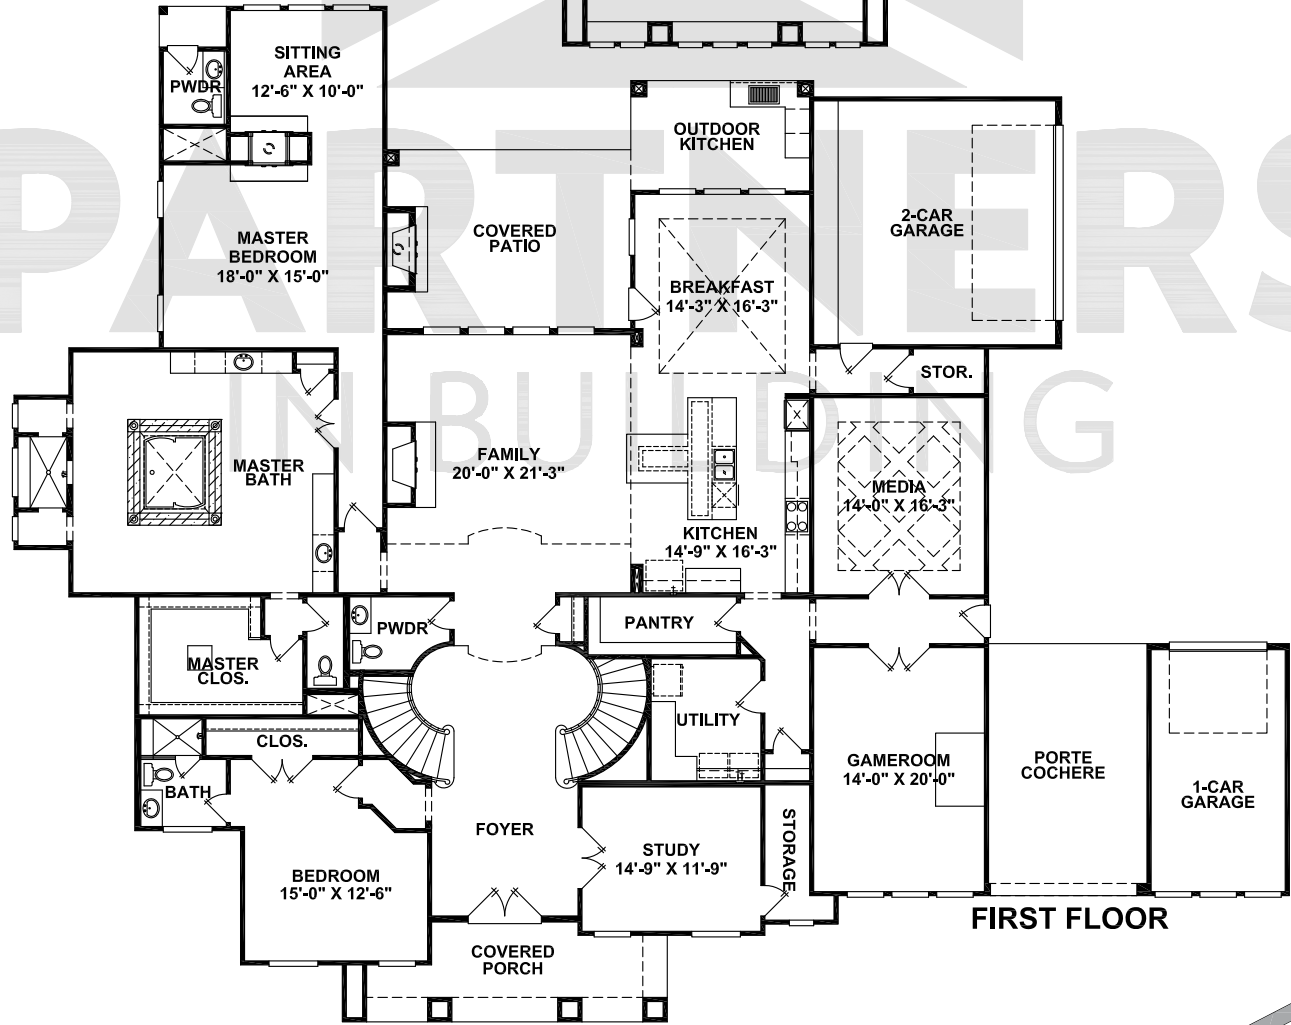 SITTING
AREA
12'-6" X 10'-0"
PWDR
OUTDOOR
KITCHEN
2-CAR
GARAGE
COVERED
PATIO
MASTER
BEDROOM
18'-0" X 15'-0"
BREAKFAST
14'-3" X 16'-3"
STOR.
PARTNERS
IN BUILDING
MASTER
BATH
FAMILY
20'-0" X 21'-3"
MEDIA
14'-0" X 16'-3"
KITCHEN
14'-9" X 16'-3"
PWDR
PANTRY
MASTER
CLOS.
UTILITY
CLOS.
GAMEROOM
14'-0" X 20'-0"
PORTE
COCHERE
1-CAR
GARAGE
BATH
FOYER
STUDY
14'-9" X 11'-9"
STORAGE
BEDROOM
15'-0" X 12'-6"
FIRST FLOOR
COVERED
PORCH